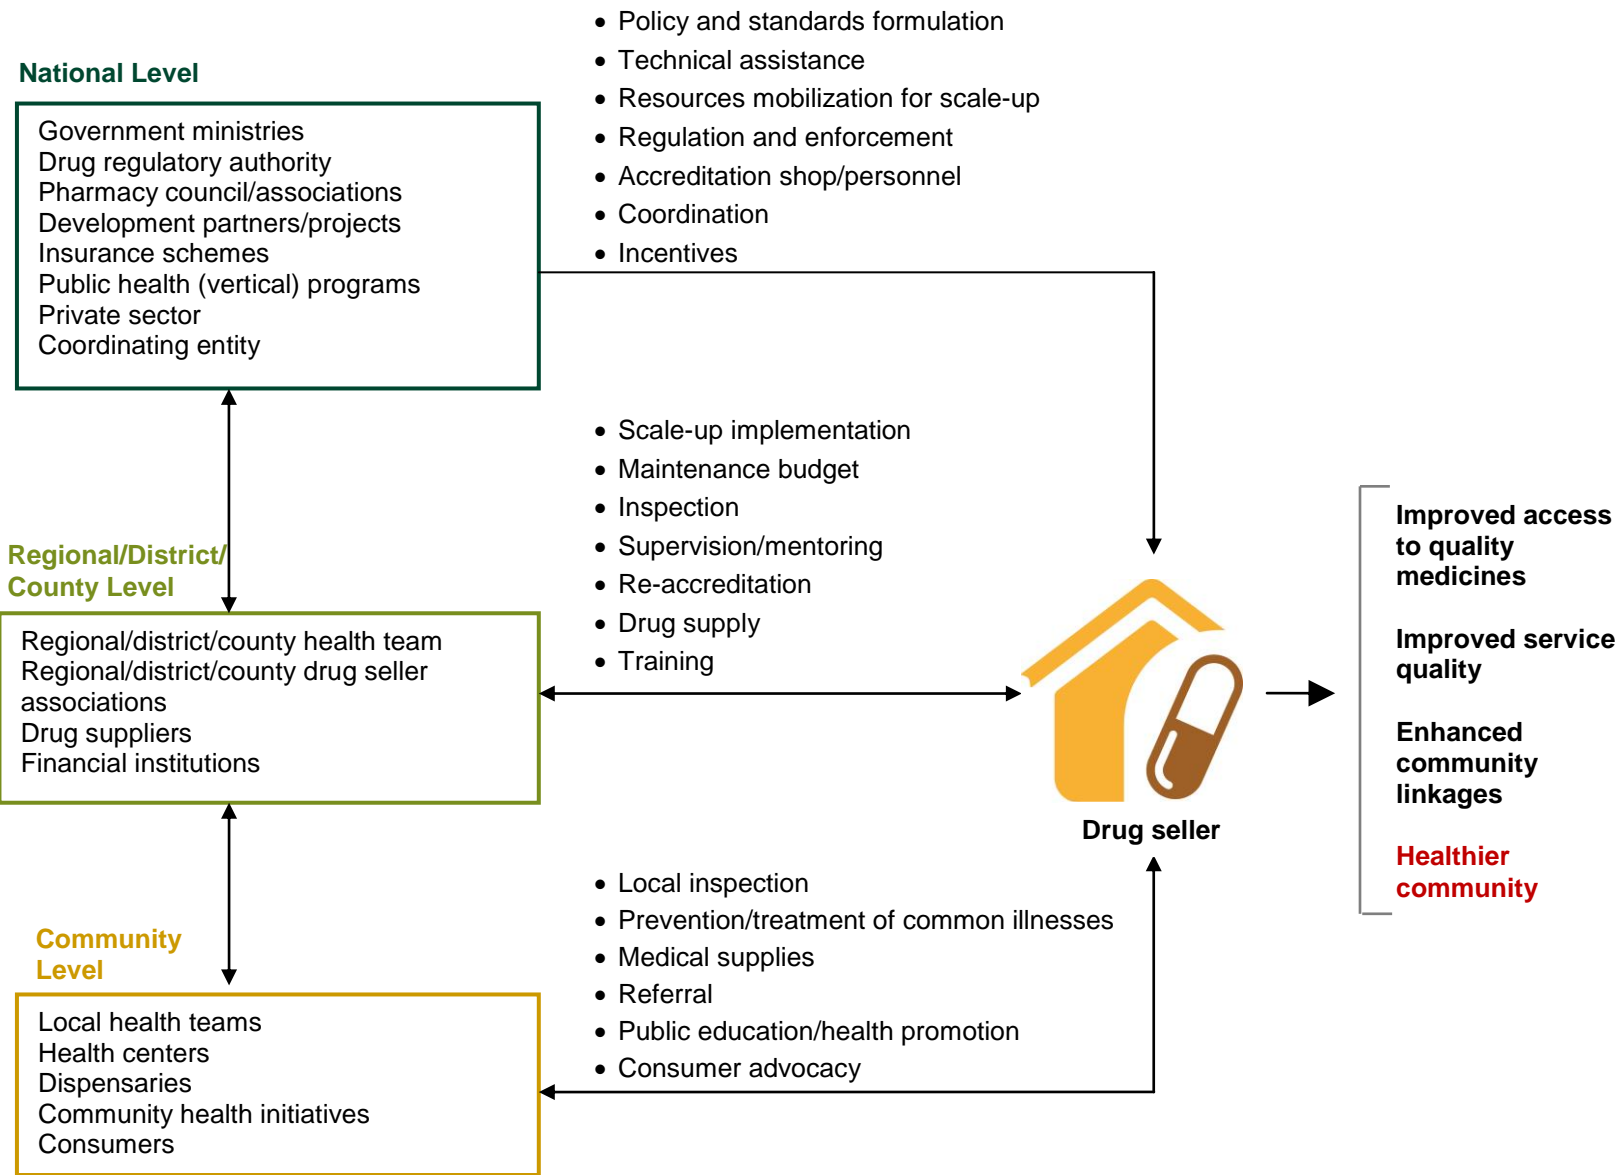 • Policy and standards formulation
• Technical assistance
• Resources mobilization for scale-up
• Regulation and enforcement
• Accreditation shop/personnel
• Coordination
• Incentives
National Level
Government ministries
Drug regulatory authority
Pharmacy council/associations
Development partners/projects
Insurance schemes
Public health (vertical) programs
Private sector
Coordinating entity
• Scale-up implementation
• Maintenance budget
• Inspection
• Supervision/mentoring
• Re-accreditation
• Drug supply
• Training
Regional/District/
County Level
Regional/district/county health team
Regional/district/county drug seller
associations
Drug suppliers
Financial institutions
Drug seller
Improved access
to quality
medicines
Improved service
quality
Enhanced
community
linkages
Healthier
community
• Local inspection
• Prevention/treatment of common illnesses
• Medical supplies
• Referral
• Public education/health promotion
• Consumer advocacy
Community
Level
Local health teams
Health centers
Dispensaries
Community health initiatives
Consumers